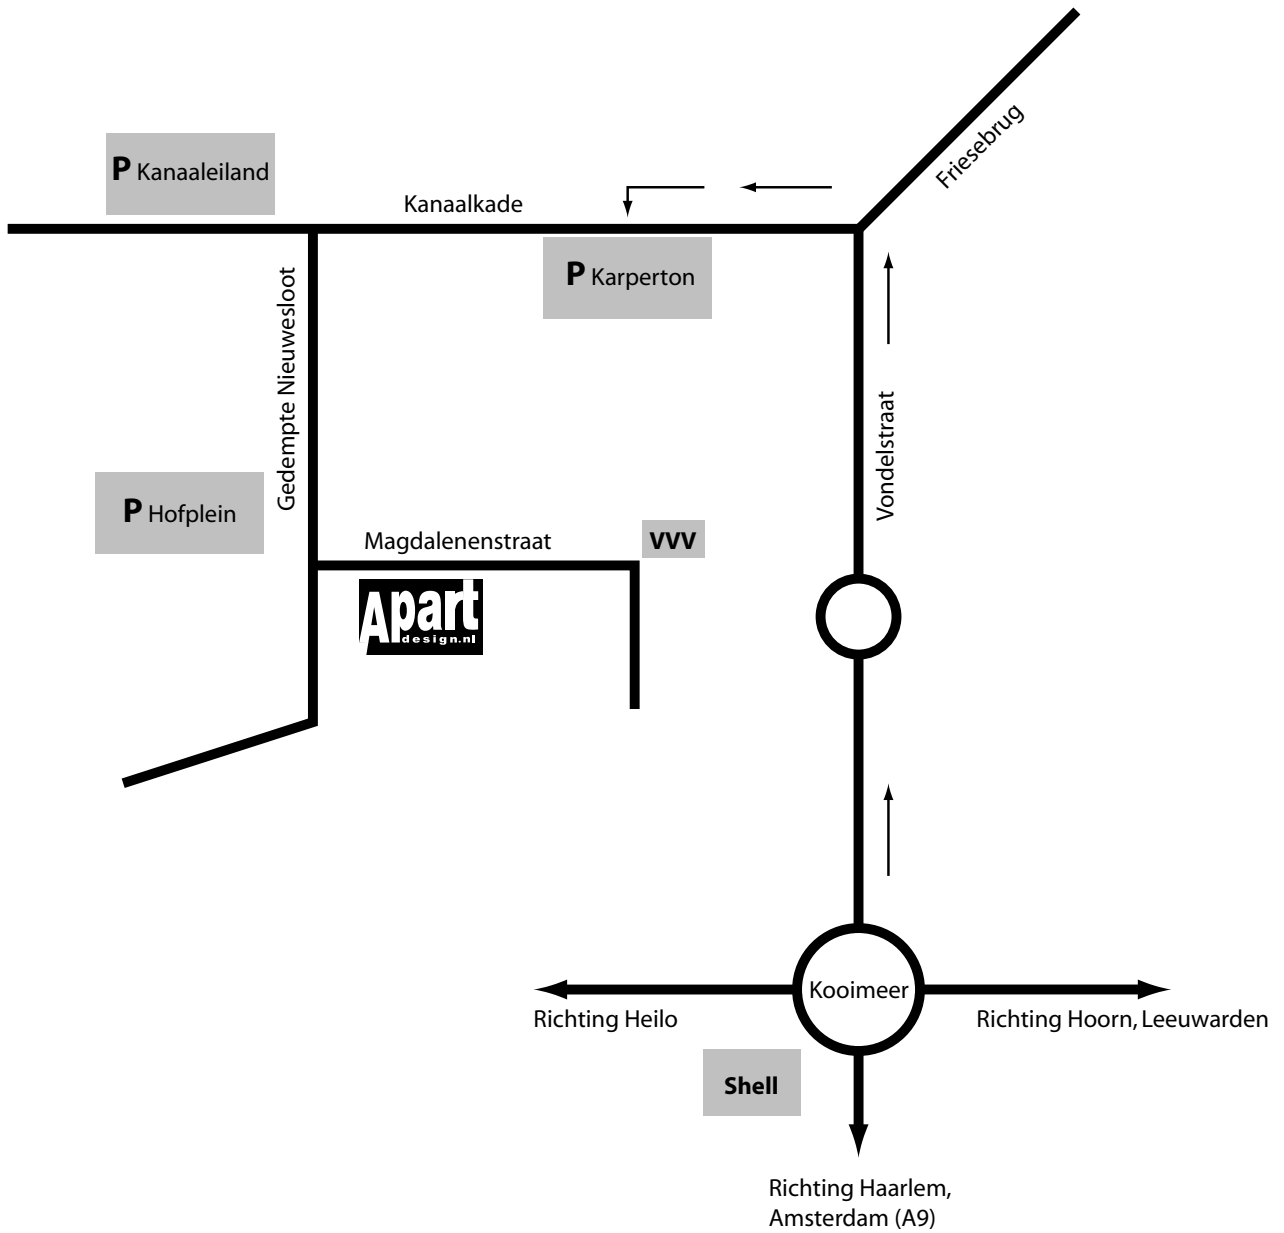 Friesebrug
P Kanaaleiland
Kanaalkade
P Karperton
Gedempte Nieuwesloot
Vondelstraat
P Hofplein
Magdalenenstraat
VVV
Apart
design.nl
Kooimeer
Richting Heilo
Richting Hoorn, Leeuwarden
Shell
Richting Haarlem,
Amsterdam (A9)